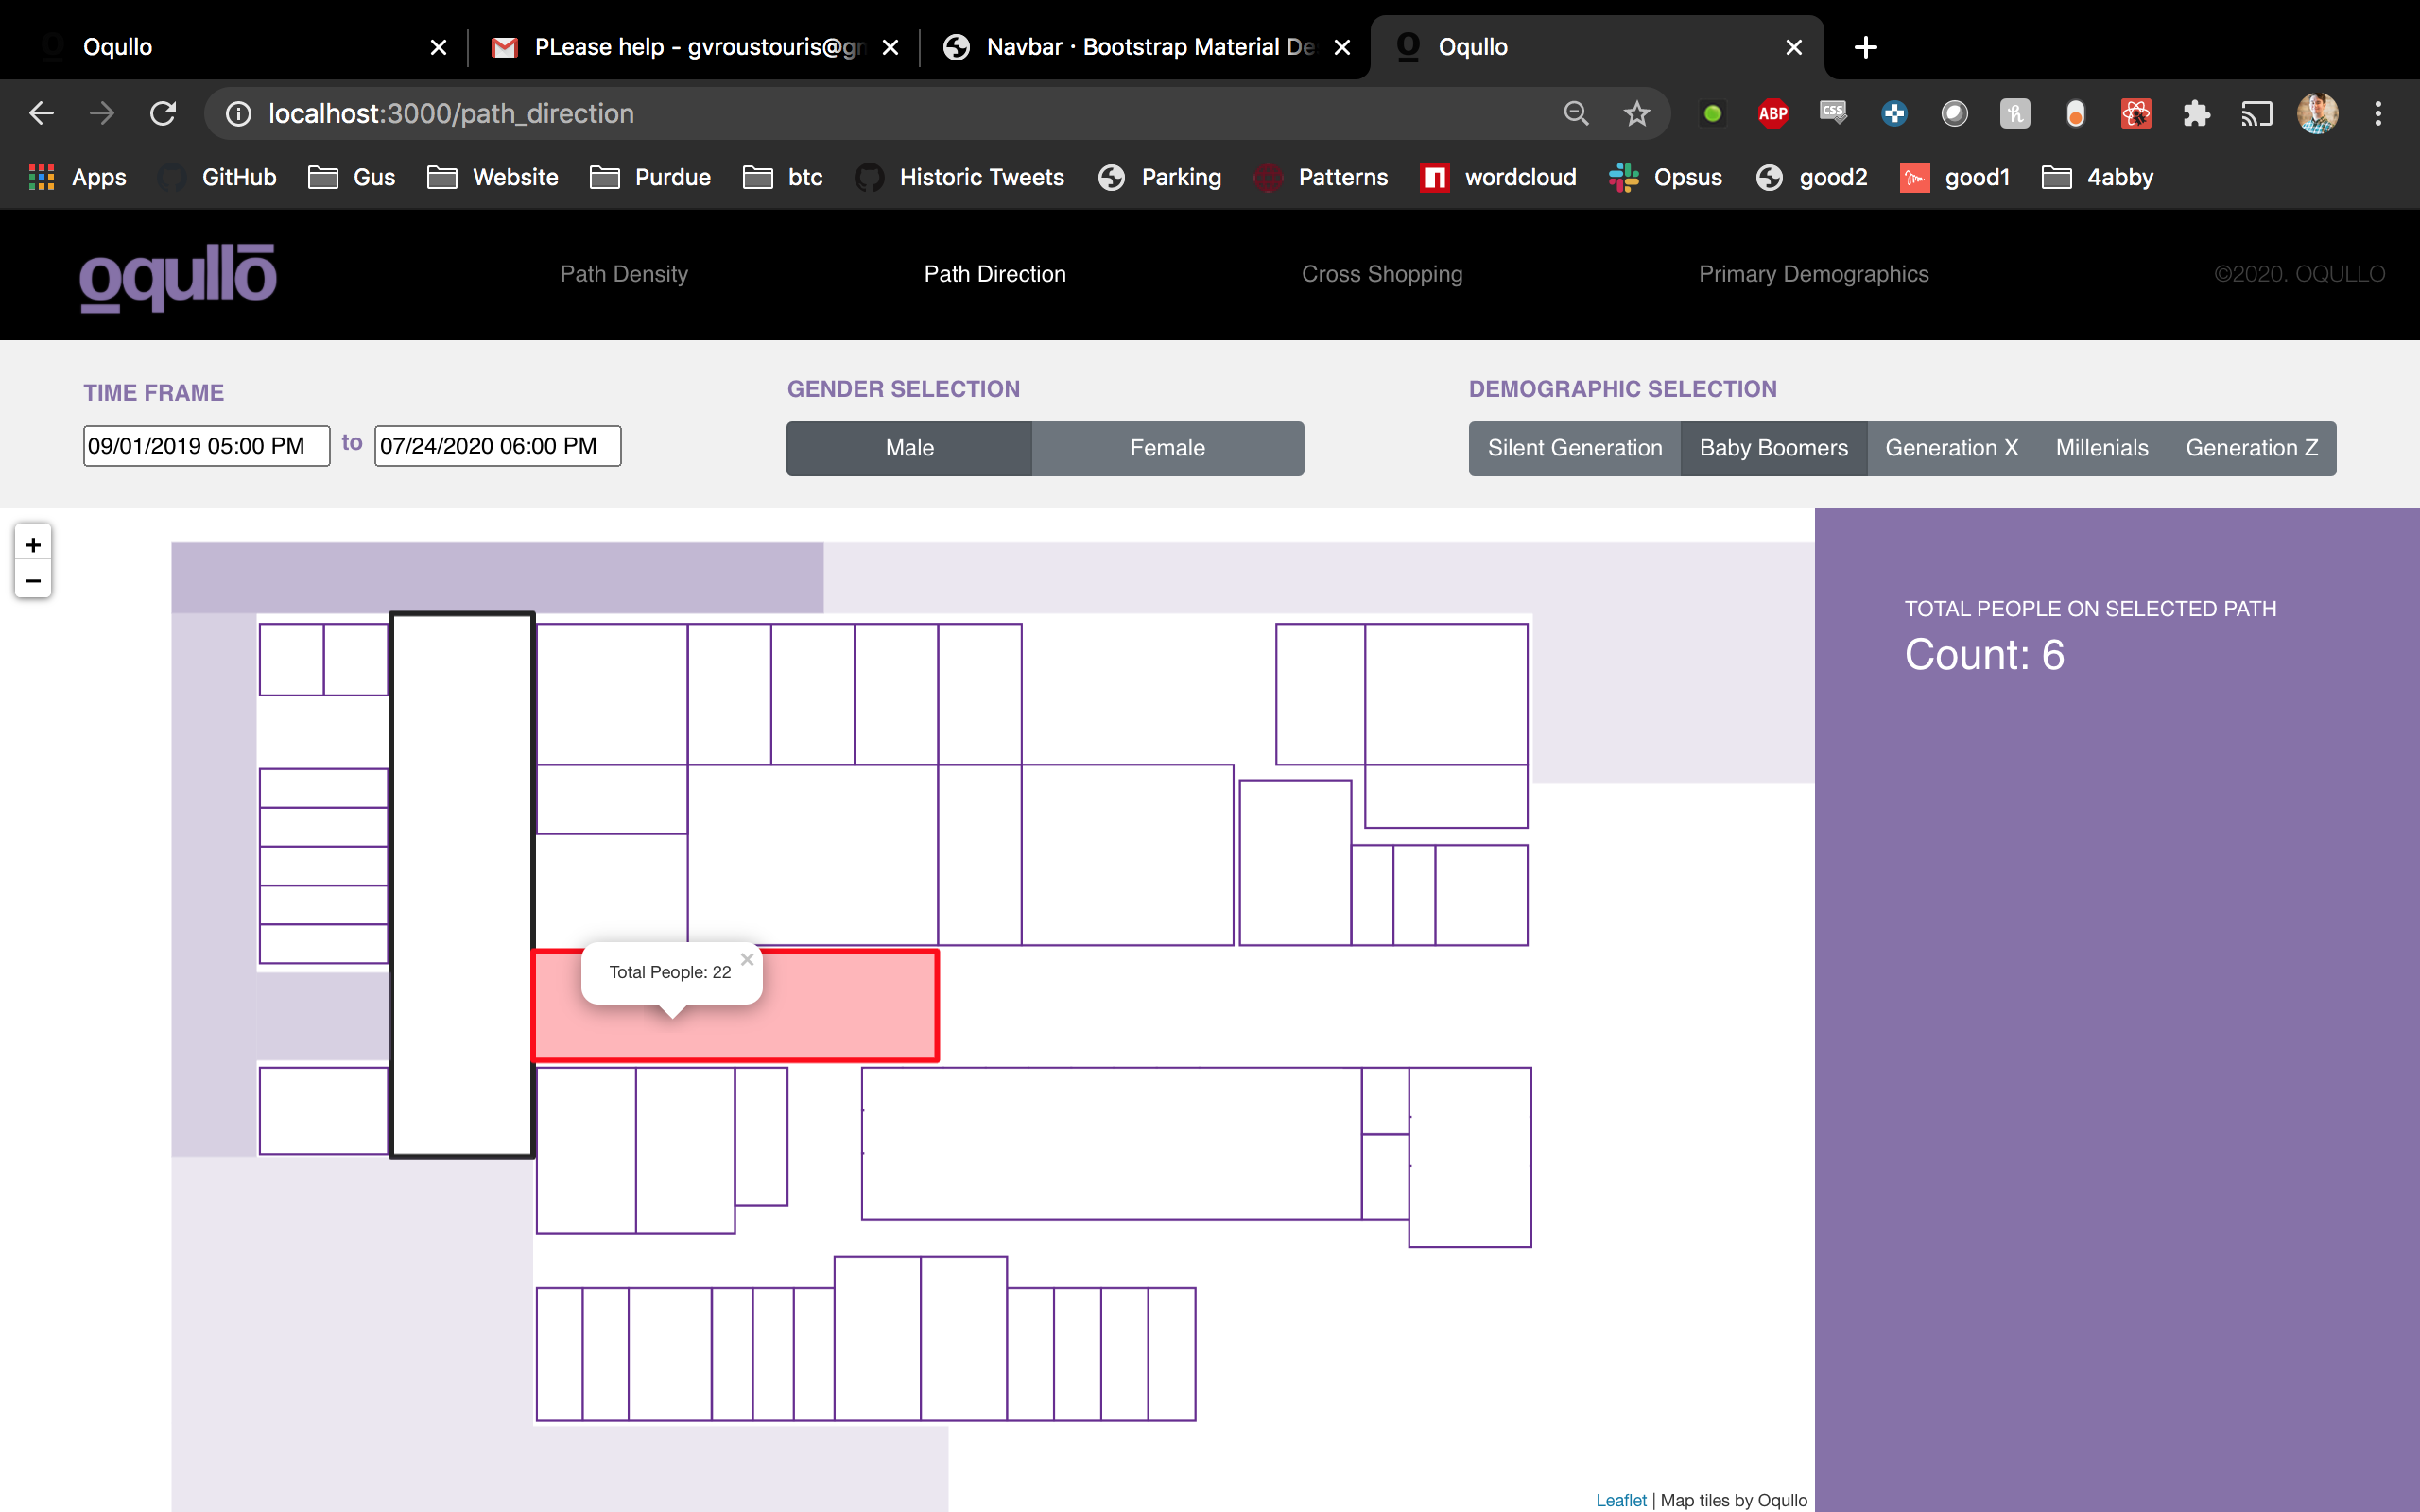 Oqullo
PLease help - gvroustouris@gm
Navbar · Bootstrap Material De
Oqullo
localhost:3000/path_direction
ABP
CSS
Apps
GitHub
Gus
Website
Purdue
btc
Historic Tweets
Parking
Patterns
wordcloud
Opsus
good2
good1
4abby
oqullō
Path Density
Path Direction
Cross Shopping
Primary Demographics
©2020. OQULLO
TIME FRAME
09/01/2019 05:00 PM to 07/24/2020 06:00 PM
GENDER SELECTION
Male
Female
DEMOGRAPHIC SELECTION
Silent Generation
Baby Boomers
Generation X
Millenials
Generation Z
+
−
Total People: 22
×
TOTAL PEOPLE ON SELECTED PATH
Count: 6
Leaflet | Map tiles by Oqullo